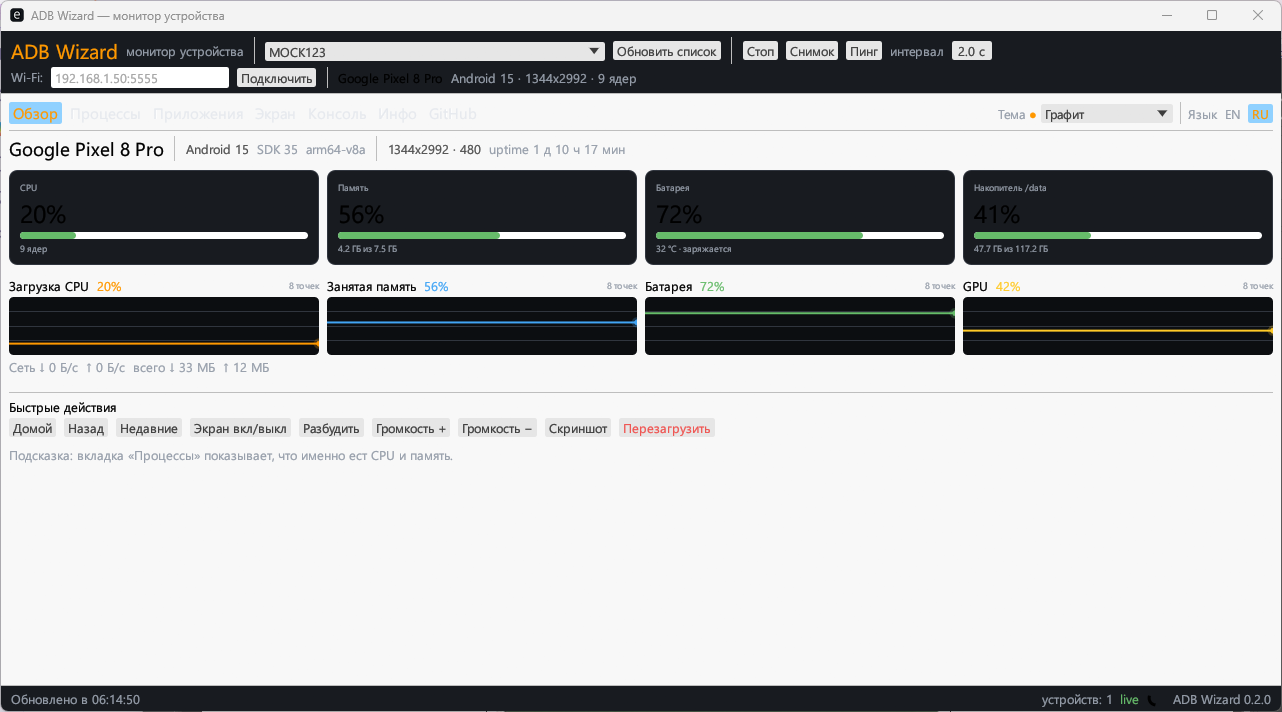 ADB Wizard — монитор устройства
ADB Wizard монитор устройства МОСК123 Обновить список Стоп Снимок Пинг интервал 2.0 с
Wi-Fi: 192.168.1.50:5555 Подключить Google Pixel 8 Pro Android 15 · 1344x2992 · 9 ядер
Обзор Процессы Приложения Экран Консоль Инфо GitHub Тема Графит Язык EN RU
Google Pixel 8 Pro Android 15 SDK 35 arm64-v8a 1344x2992 · 480 uptime 1 д 10 ч 17 мин
CPU Память Батарея Накопитель /data
20% 56% 72% 41%
9 ядер 4.2 ГБ из 7.5 ГБ 32 °C · заряжается 47.7 ГБ из 117.2 ГБ
Загрузка CPU 20% 8 точек Занятая память 56% 8 точек Батарея 72% 8 точек GPU 42% 8 точек
Сеть ↓ 0 Б/с ↑ 0 Б/с всего ↓ 33 МБ ↑ 12 МБ
Быстрые действия
Домой Назад Недавние Экран вкл/выкл Разбудить Громкость + Громкость − Скриншот Перезагрузить
Подсказка: вкладка «Процессы» показывает, что именно ест CPU и память.
Обновлено в 06:14:50 устройств: 1 live ADB Wizard 0.2.0